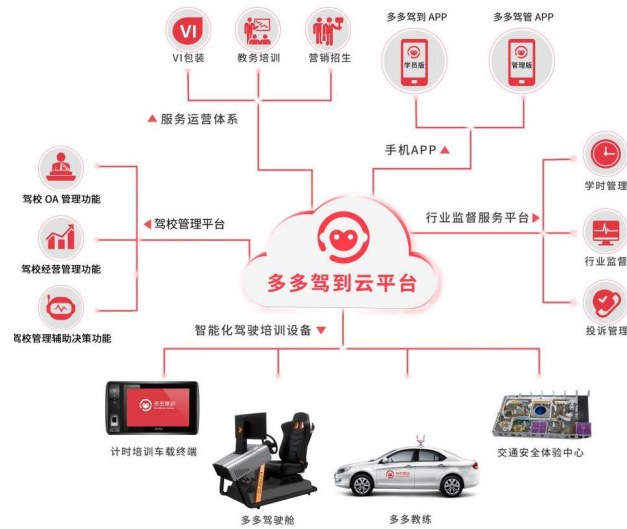 VI
VI包装
教务培训
营销招生
多多驾到 APP
学员版
多多驾管 APP
管理版
服务运营体系
手机APP
驾校 OA 管理功能
驾校经营管理功能
驾校管理辅助决策功能
驾校管理平台
行业监督服务平台
学时管理
行业监督
投诉管理
多多驾到云平台
智能化驾驶培训设备
多多驾到
计时培训车载终端
多多驾驶舱
多多教练
交通安全体验中心